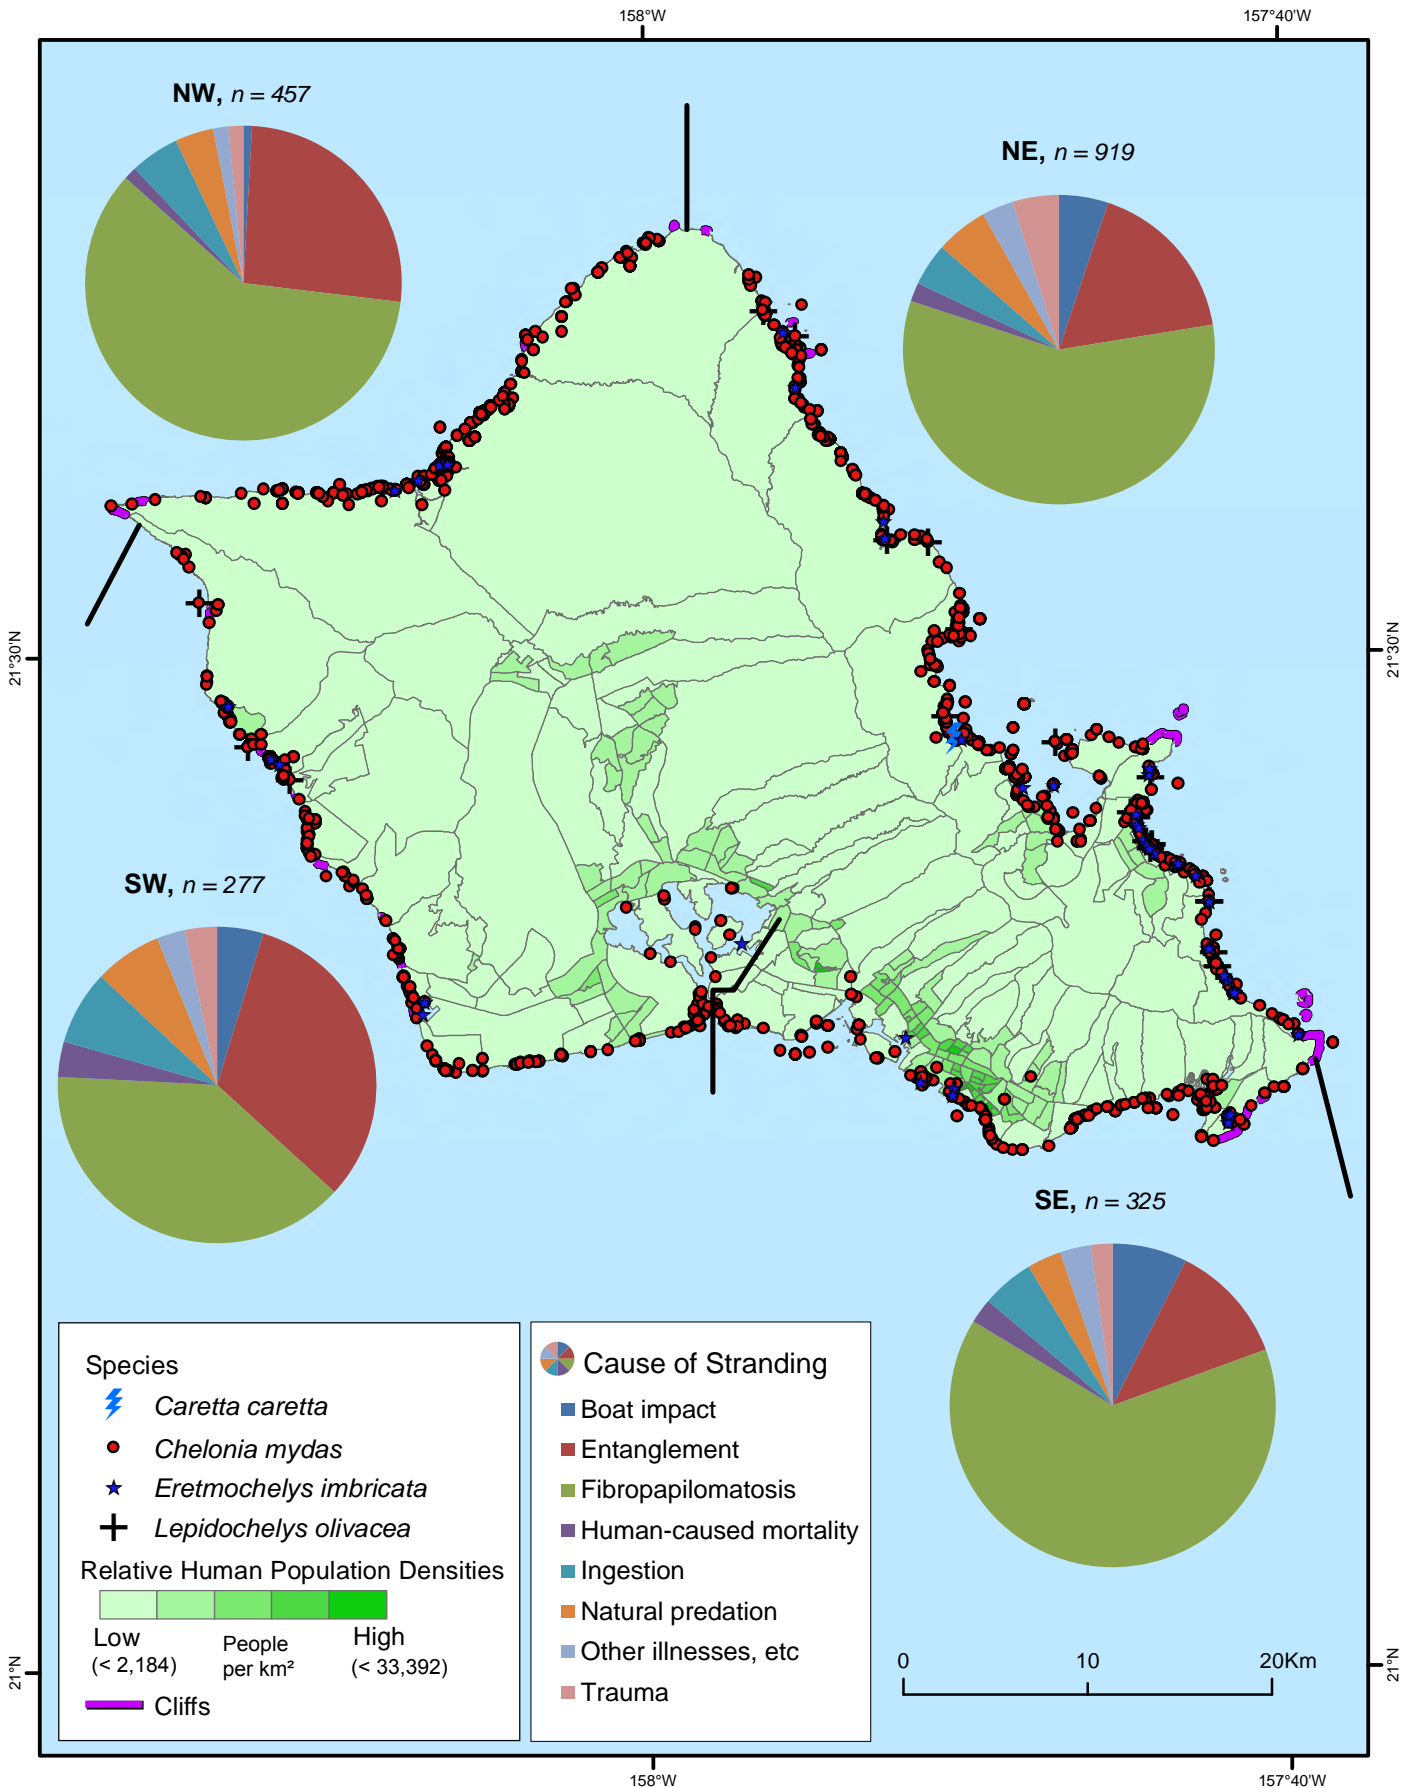 158°W
157°40'W
NW, n = 457
NE, n = 919
21°30'N
21°30'N
SW, n = 277
SE, n = 325
Species
Caretta caretta
Chelonia mydas
Eretmochelys imbricata
Lepidochelys olivacea
Relative Human Population Densities
Low
People
High
(< 2,184)
per km²
(< 33,392)
Cliffs
Cause of Stranding
Boat impact
Entanglement
Fibropapilomatosis
Human-caused mortality
Ingestion
Natural predation
Other illnesses, etc
Trauma
0
10
20Km
21°N
21°N
158°W
157°40'W